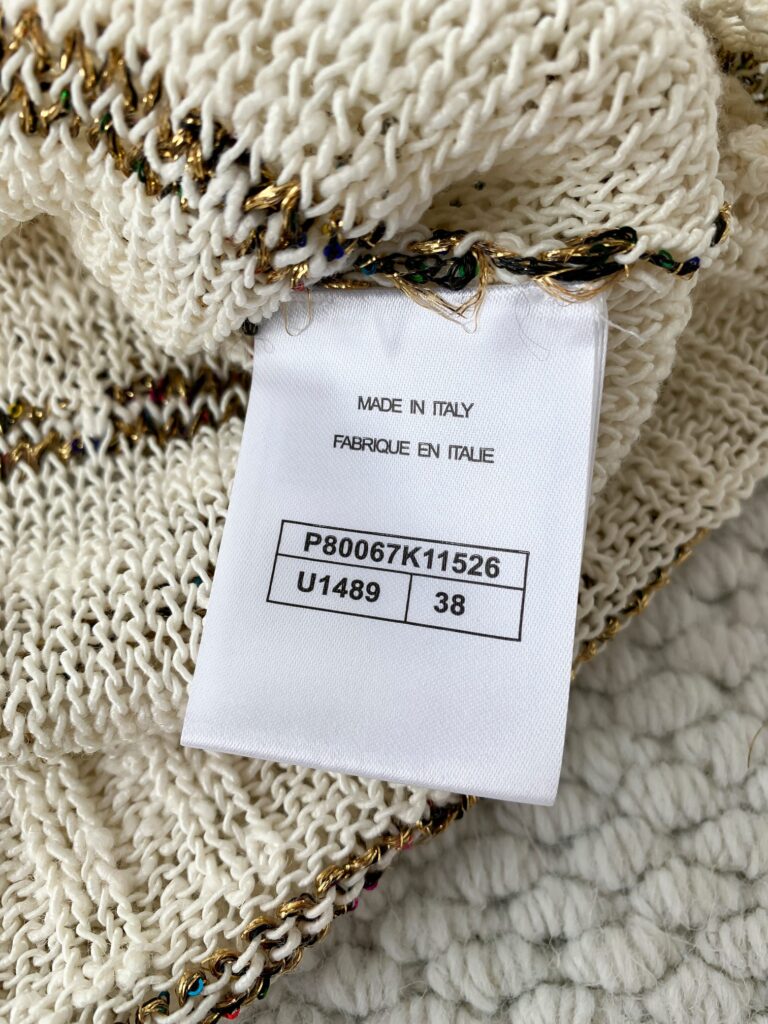 MADE IN ITALY
FABRIQUE EN ITALIE
P80067K11526
U1489 38